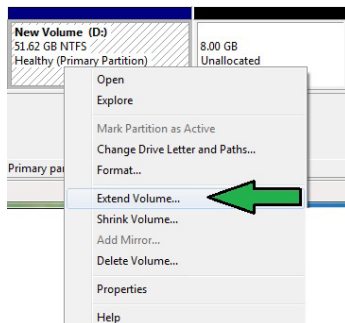 New Volume (D:)
51.62 GB NTFS
Healthy (Primary Partition)
8.00 GB
Unallocated
Open
Explore
Mark Partition as Active
Change Drive Letter and Paths...
Format...
Primary par
Extend Volume...
Shrink Volume...
Add Mirror...
Delete Volume...
Properties
Help